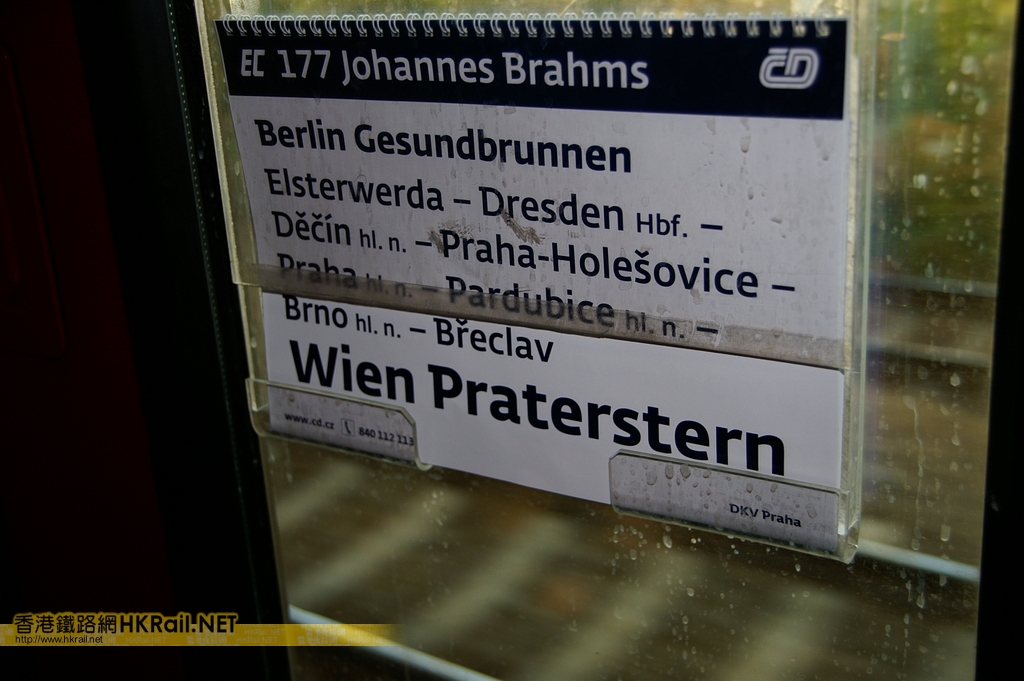 EC 177 Johannes Brahms ČD
Berlin Gesundbrunnen
Elsterwerda – Dresden Hbf. –
Děčín hl. n. – Praha-Holešovice –
Praha hl. n. – Pardubice hl. n. –
Brno hl. n. – Břeclav
Wien Praterstern
www.cd.cz 840 112 113
DKV Praha
香港鐵路網HKRail.NET
http://www.hkrail.net